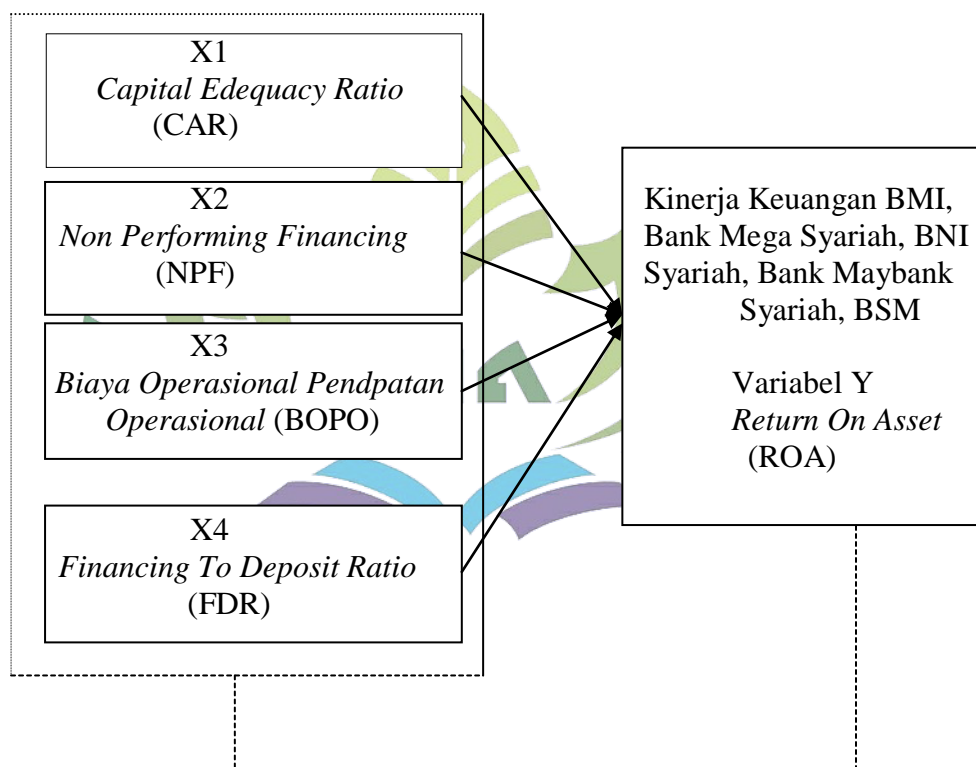 X1
Capital Edequacy Ratio
(CAR)
X2
Non Performing Financing
(NPF)
X3
Biaya Operasional Pendpatan
Operasional (BOPO)
X4
Financing To Deposit Ratio
(FDR)
Kinerja Keuangan BMI,
Bank Mega Syariah, BNI
Syariah, Bank Maybank
Syariah, BSM
Variabel Y
Return On Asset
(ROA)